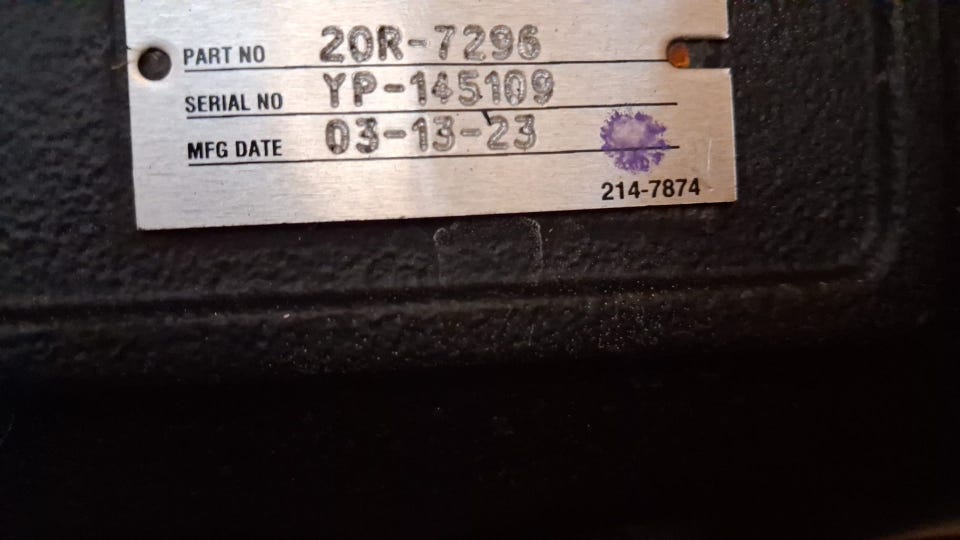 PART NO 20R-7296
SERIAL NO YP-145109
MFG DATE 03-13-23
214-7874